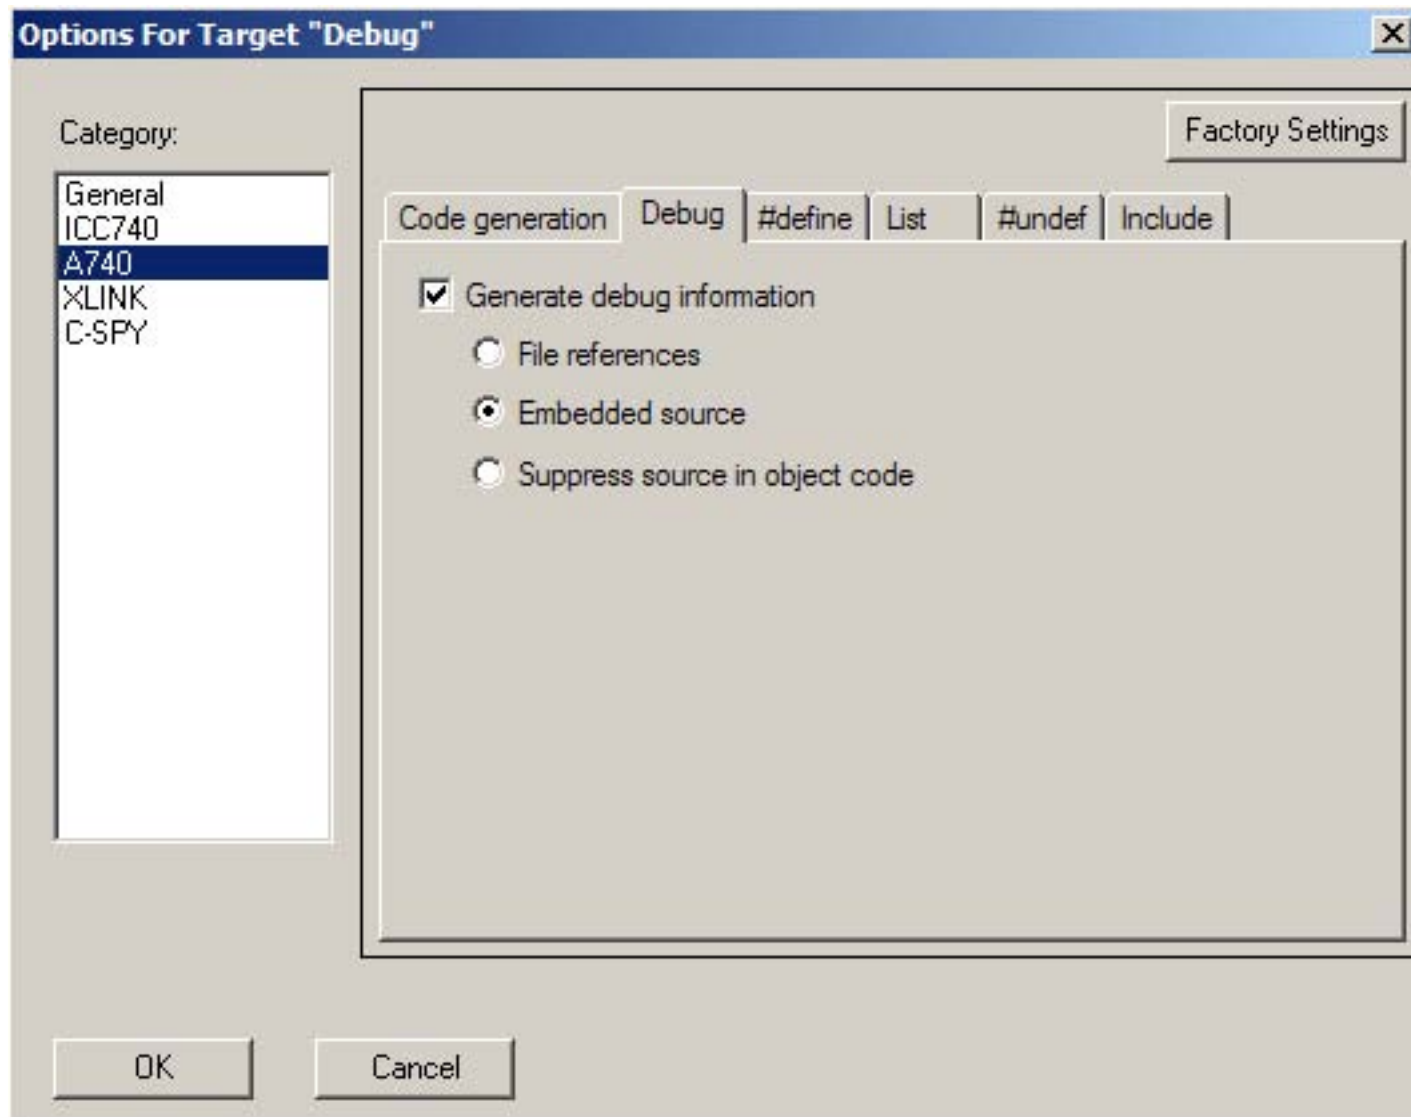 Options For Target "Debug"
Category:
Factory Settings
General
ICC740
A740
XLINK
C-SPY
Code generation
Debug
#define
List
#undef
Include
Generate debug information
File references
Embedded source
Suppress source in object code
OK
Cancel